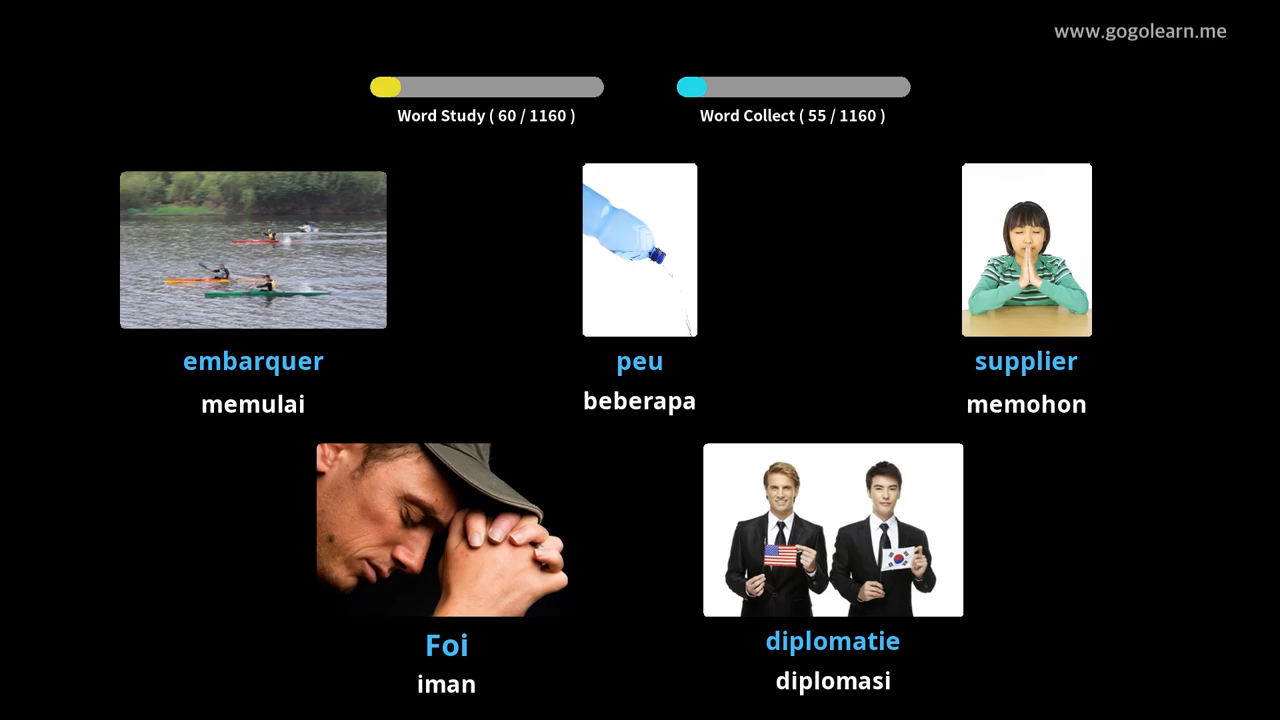 www.gogolearn.me
Word Study ( 60 / 1160 )
Word Collect ( 55 / 1160 )
embarquer
memulai
peu
beberapa
supplier
memohon
Foi
iman
diplomatie
diplomasi